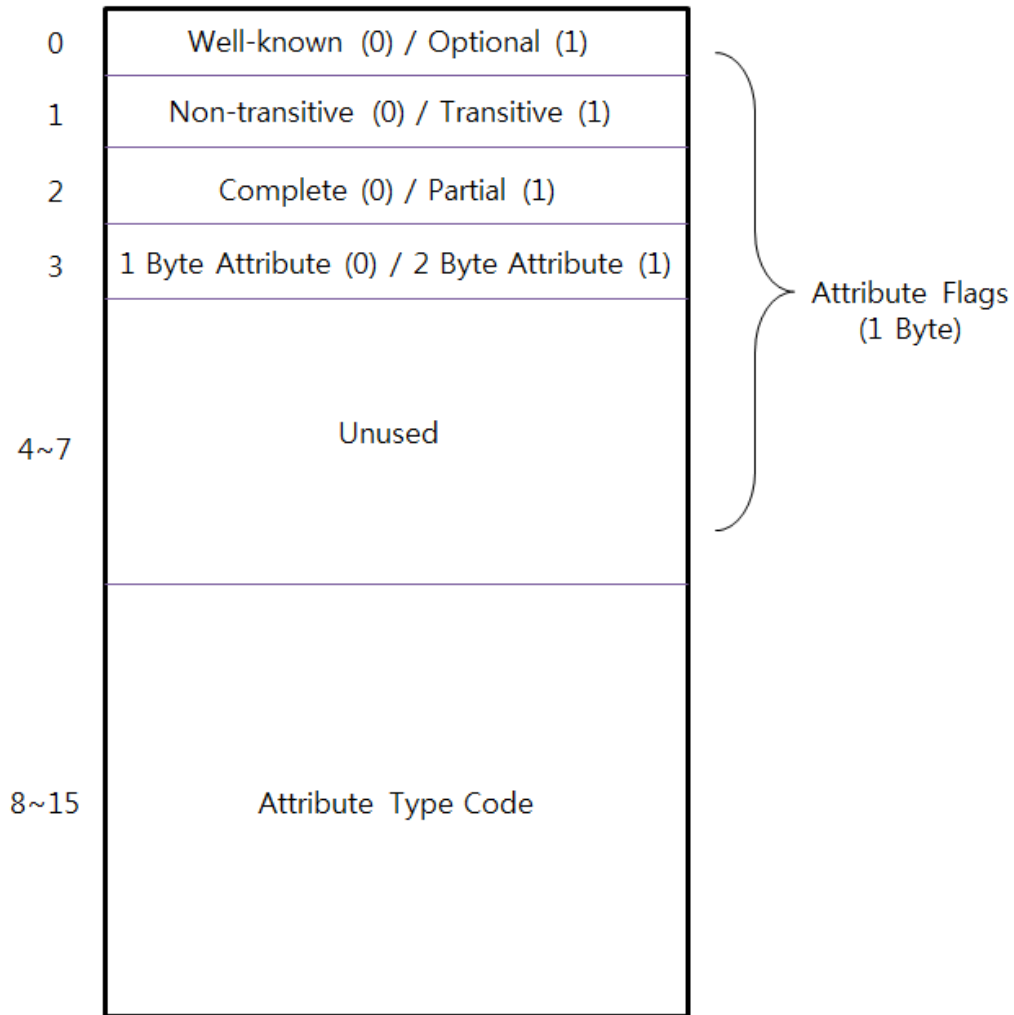 0
Well-known (0) / Optional (1)
1
Non-transitive (0) / Transitive (1)
2
Complete (0) / Partial (1)
3
1 Byte Attribute (0) / 2 Byte Attribute (1)
Attribute Flags
(1 Byte)
4~7
Unused
8~15
Attribute Type Code